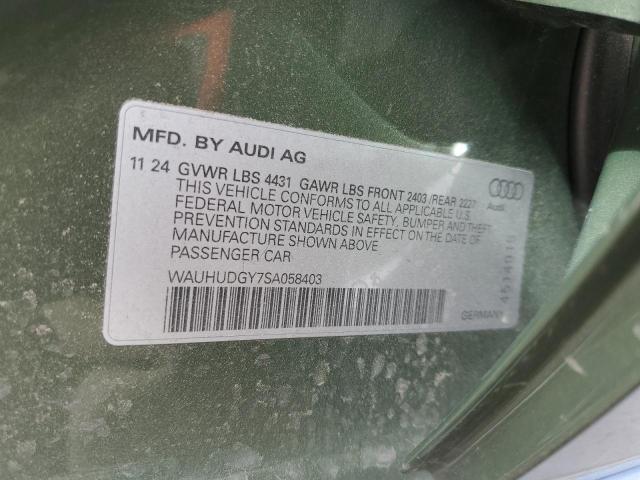 MFD. BY AUDI AG
11 24 GVWR LBS 4431 GAWR LBS FRONT 2403 /REAR 2227
THIS VEHICLE CONFORMS TO ALL APPLICABLE U.S.
FEDERAL MOTOR VEHICLE SAFETY, BUMPER AND THEFT
PREVENTION STANDARDS IN EFFECT ON THE DATE OF
MANUFACTURE SHOWN ABOVE
PASSENGER CAR
WAUHUDGY7SA058403
Audi
GERMANY